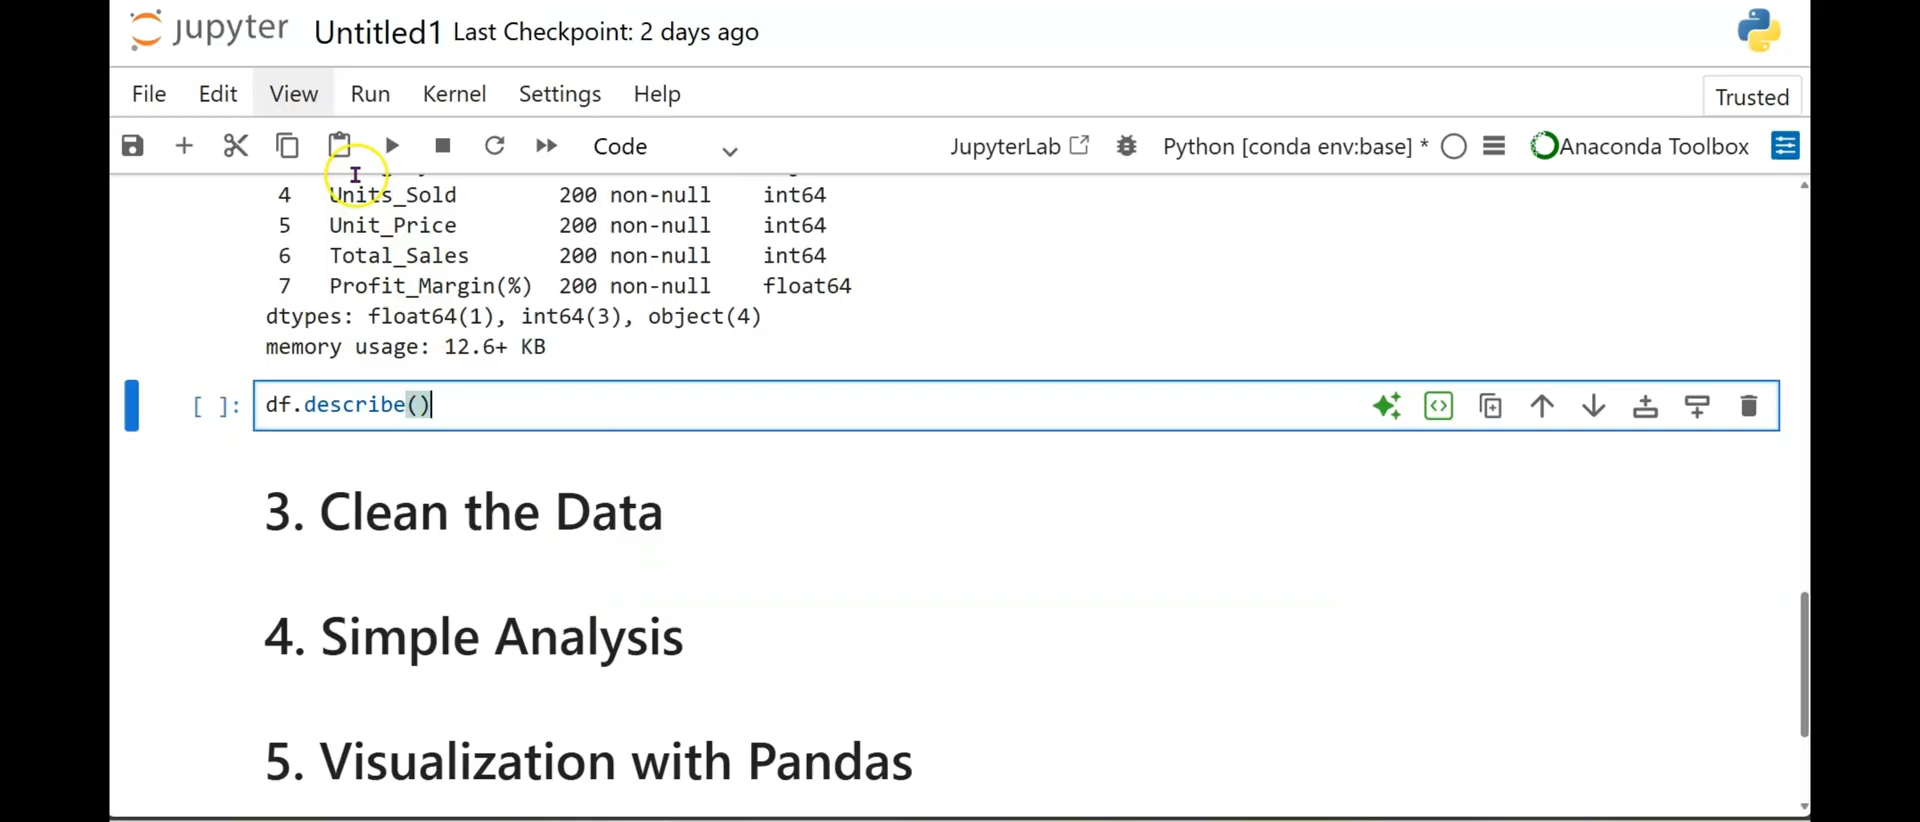 jupyter Untitled1 Last Checkpoint: 2 days ago
File Edit View Run Kernel Settings Help Trusted
Code JupyterLab Python [conda env:base] * Anaconda Toolbox
4 Units_Sold 200 non-null int64
5 Unit_Price 200 non-null int64
6 Total_Sales 200 non-null int64
7 Profit_Margin(%) 200 non-null float64
dtypes: float64(1), int64(3), object(4)
memory usage: 12.6+ KB
[ ]: df.describe()
3. Clean the Data
4. Simple Analysis
5. Visualization with Pandas